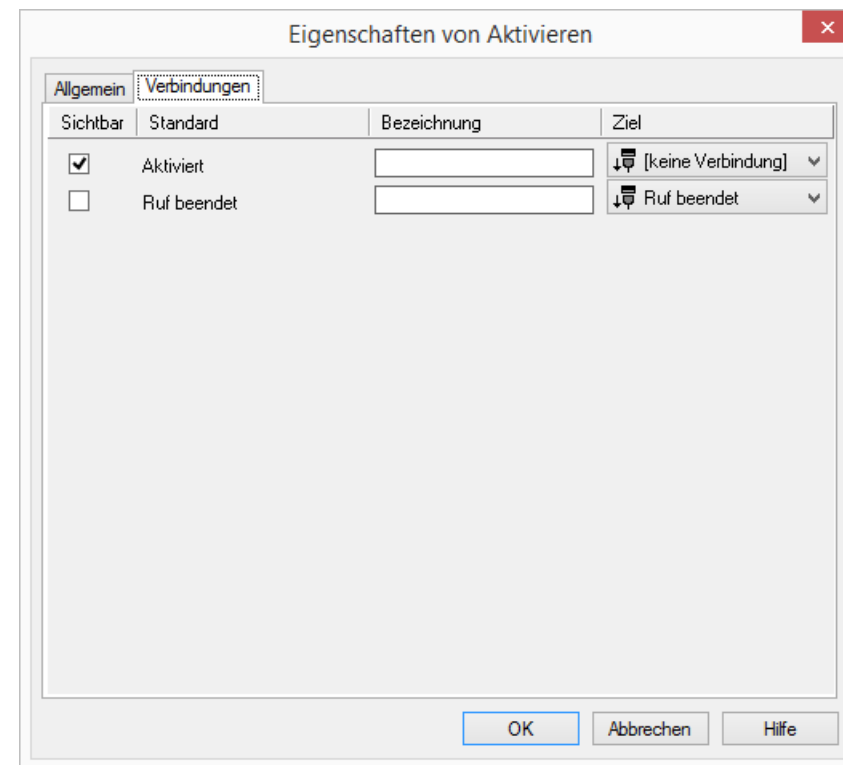 Eigenschaften von Aktivieren
Allgemein Verbindungen
Sichtbar Standard Bezeichnung Ziel
Aktiviert [keine Verbindung]
Ruf beendet Ruf beendet
OK Abbrechen Hilfe